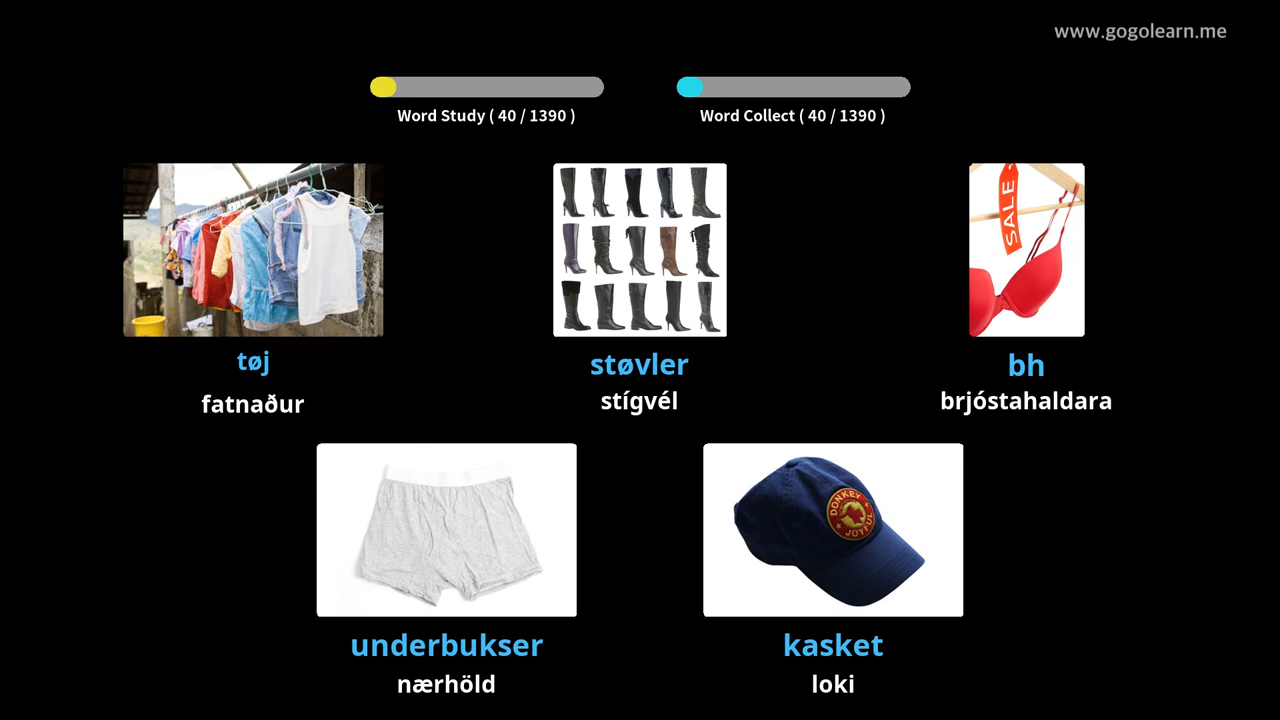 www.gogolearn.me
Word Study ( 40 / 1390 )
Word Collect ( 40 / 1390 )
SALE
tøj
støvler
bh
fatnaður
stígvél
brjóstahaldara
DONKEY
JOYFUL
underbukser
kasket
nærhöld
loki